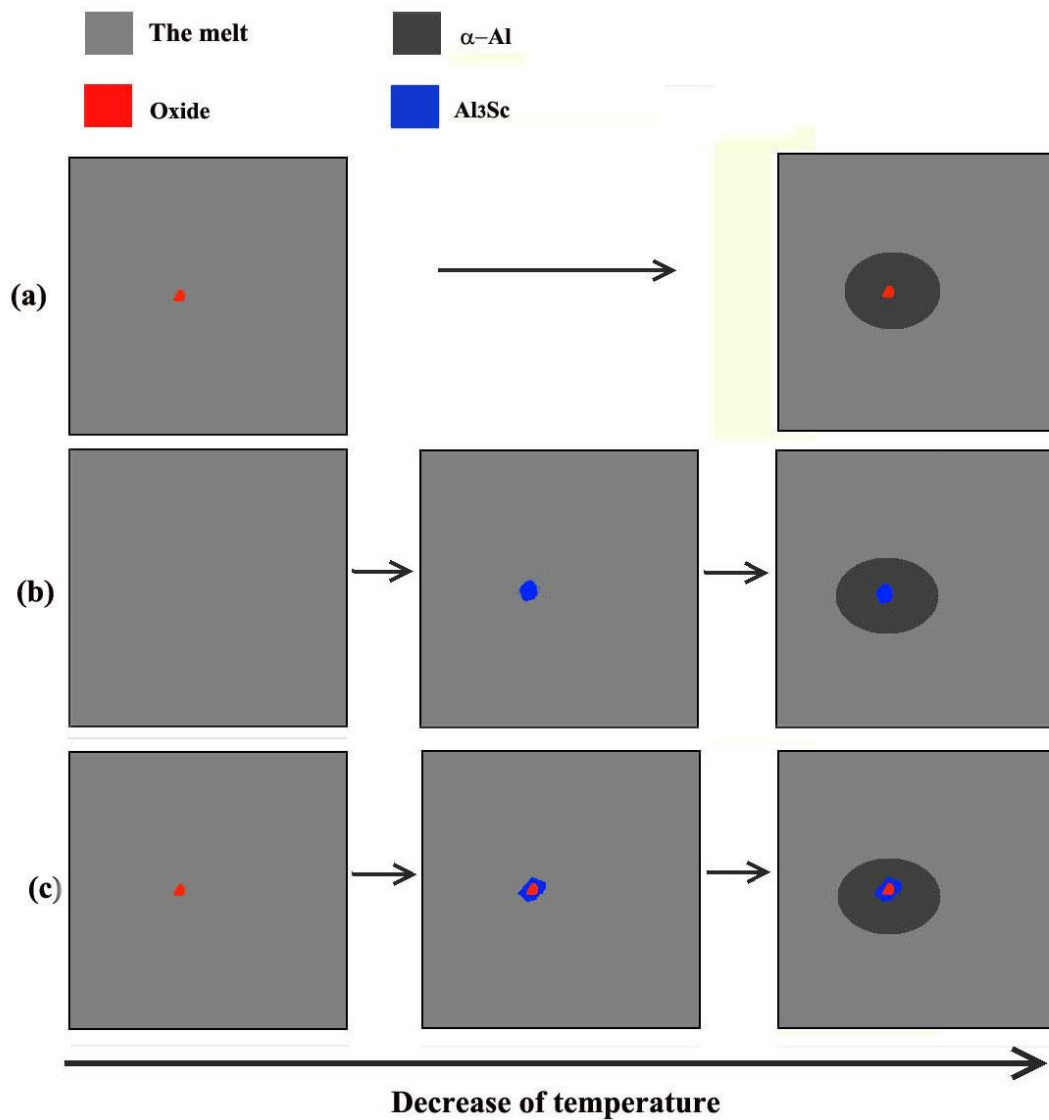 The melt
α–Al
Oxide
Al3Sc
(a)
(b)
(c)
Decrease of temperature